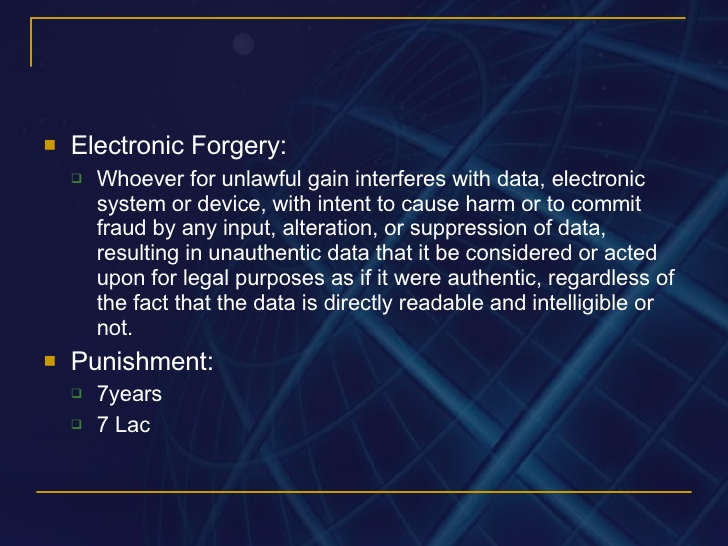 Electronic Forgery:
Whoever for unlawful gain interferes with data, electronic
system or device, with intent to cause harm or to commit
fraud by any input, alteration, or suppression of data,
resulting in unauthentic data that it be considered or acted
upon for legal purposes as if it were authentic, regardless of
the fact that the data is directly readable and intelligible or
not.
Punishment:
7years
7 Lac